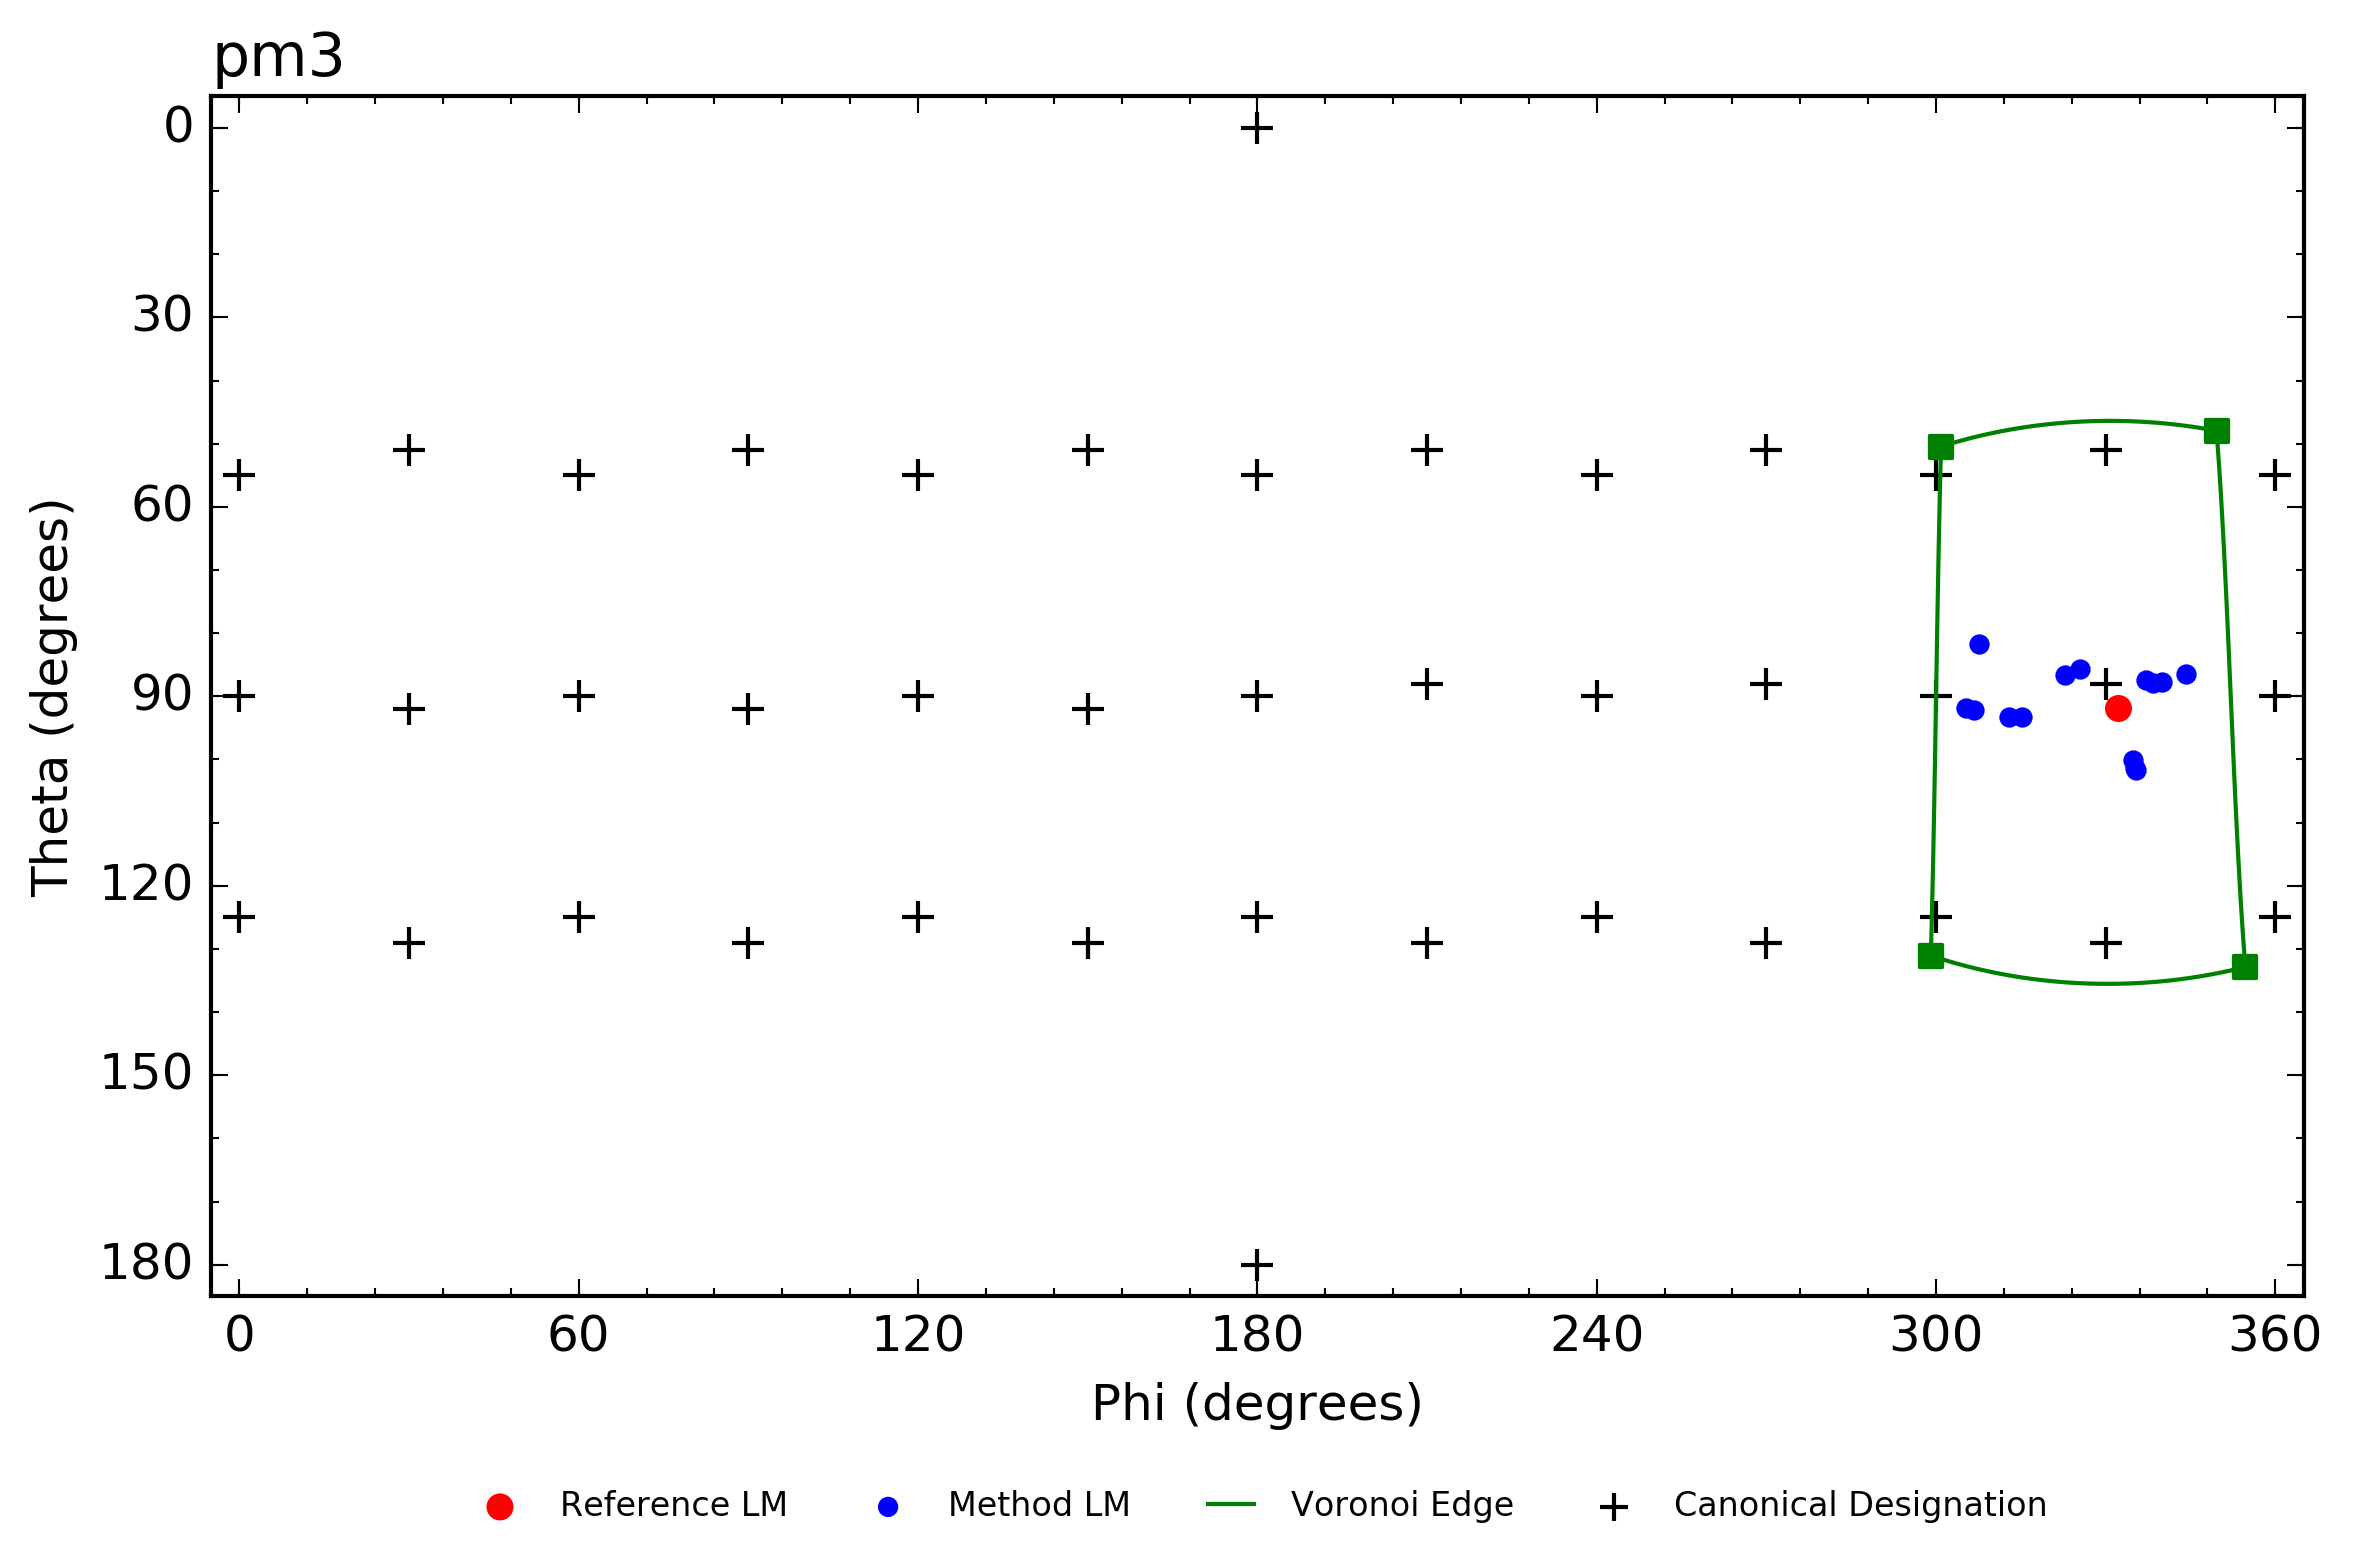 pm3
0
30
60
90
120
150
180
Theta (degrees)
0 60 120 180 240 300 360
Phi (degrees)
Reference LM Method LM Voronoi Edge Canonical Designation